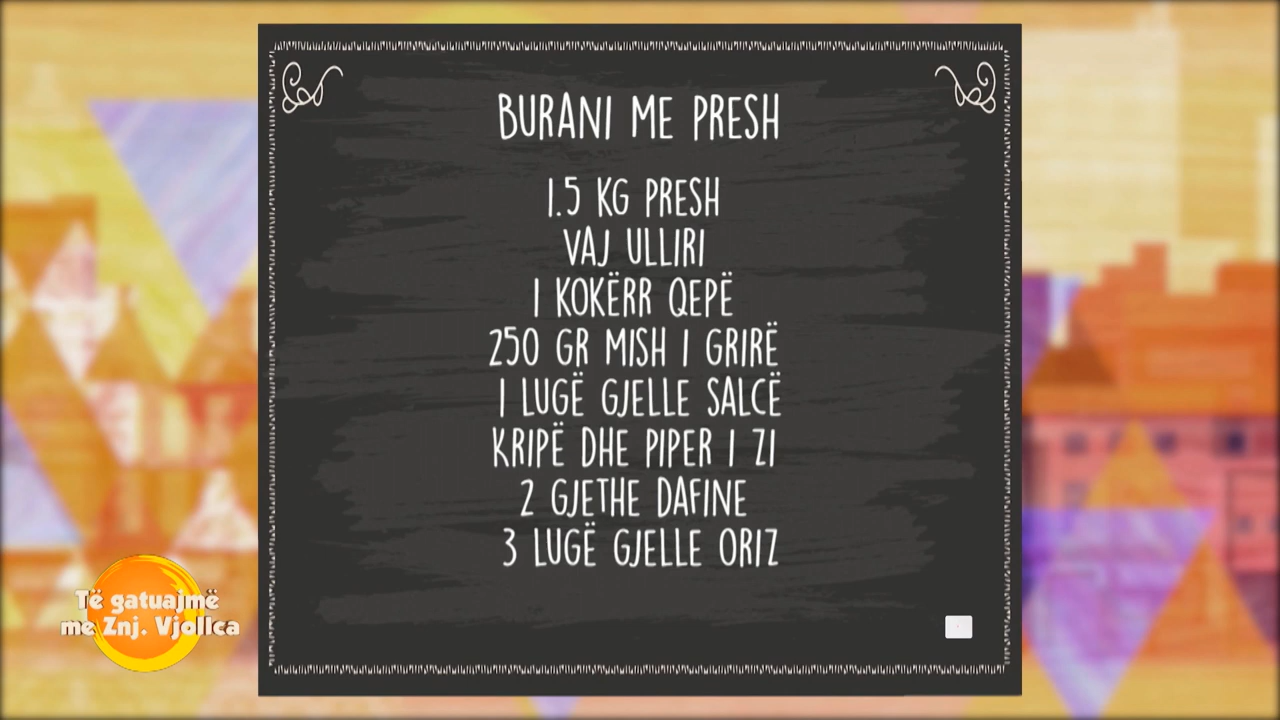 BURANI ME PRESH
1.5 KG PRESH
VAJ ULLIRI
1 KOKËRR QEPË
250 GR MISH I GRIRË
1 LUGË GJELLE SALCË
KRIPË DHE PIPER I ZI
2 GJETHE DAFINE
3 LUGË GJELLE ORIZ
Të gatuajmë
me Znj. Vjollca